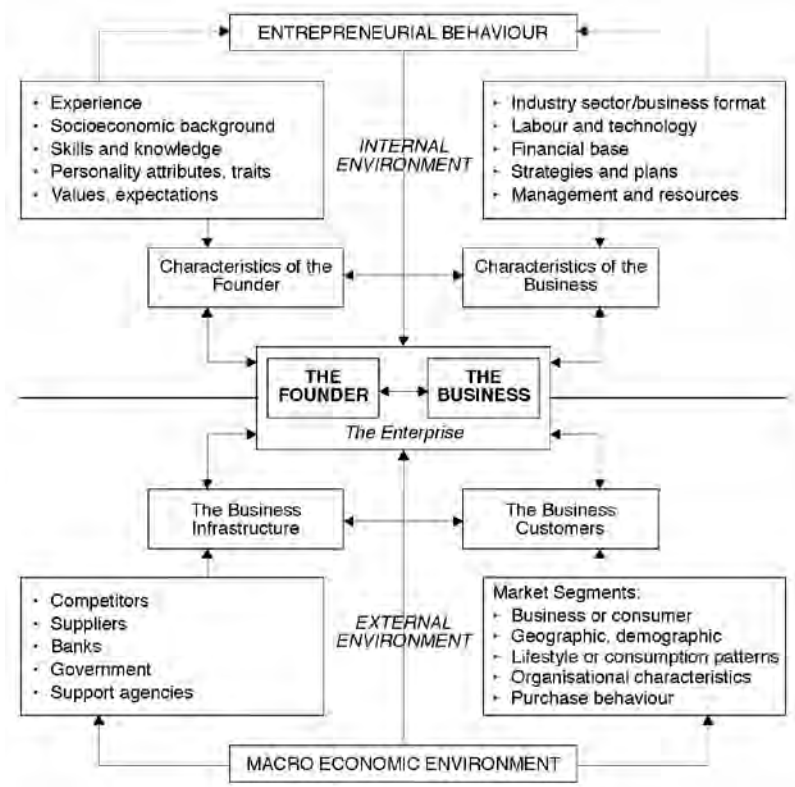 ENTREPRENEURIAL BEHAVIOUR
• Experience
• Socioeconomic background
• Skills and knowledge
• Personality attributes, traits
• Values, expectations
INTERNAL
ENVIRONMENT
• Industry sector/business format
• Labour and technology
• Financial base
• Strategies and plans
• Management and resources
Characteristics of the
Founder
Characteristics of the
Business
THE
FOUNDER
THE
BUSINESS
The Enterprise
The Business
Infrastructure
The Business
Customers
• Competitors
• Suppliers
• Banks
• Government
• Support agencies
EXTERNAL
ENVIRONMENT
Market Segments:
• Business or consumer
• Geographic, demographic
• Lifestyle or consumption patterns
• Organisational characteristics
• Purchase behaviour
MACRO ECONOMIC ENVIRONMENT